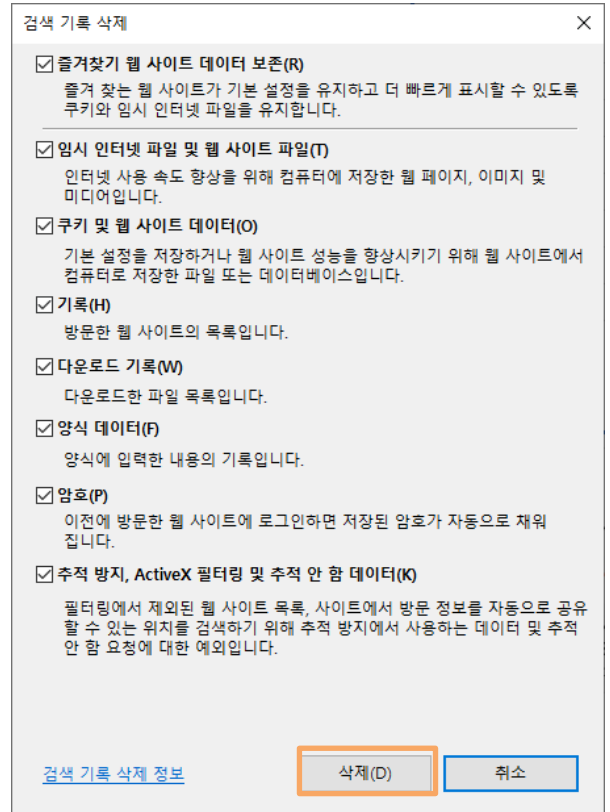 검색 기록 삭제
즐겨찾기 웹 사이트 데이터 보존(R)
즐겨 찾는 웹 사이트가 기본 설정을 유지하고 더 빠르게 표시할 수 있도록
쿠키와 임시 인터넷 파일을 유지합니다.
임시 인터넷 파일 및 웹 사이트 파일(T)
인터넷 사용 속도 향상을 위해 컴퓨터에 저장한 웹 페이지, 이미지 및
미디어입니다.
쿠키 및 웹 사이트 데이터(O)
기본 설정을 저장하거나 웹 사이트 성능을 향상시키기 위해 웹 사이트에서
컴퓨터로 저장한 파일 또는 데이터베이스입니다.
기록(H)
방문한 웹 사이트의 목록입니다.
다운로드 기록(W)
다운로드한 파일 목록입니다.
양식 데이터(F)
양식에 입력한 내용의 기록입니다.
암호(P)
이전에 방문한 웹 사이트에 로그인하면 저장된 암호가 자동으로 채워
집니다.
추적 방지, ActiveX 필터링 및 추적 안 함 데이터(K)
필터링에서 제외된 웹 사이트 목록, 사이트에서 방문 정보를 자동으로 공유
할 수 있는 위치를 검색하기 위해 추적 방지에서 사용하는 데이터 및 추적
안 함 요청에 대한 예외입니다.
검색 기록 삭제 정보
삭제(D)
취소